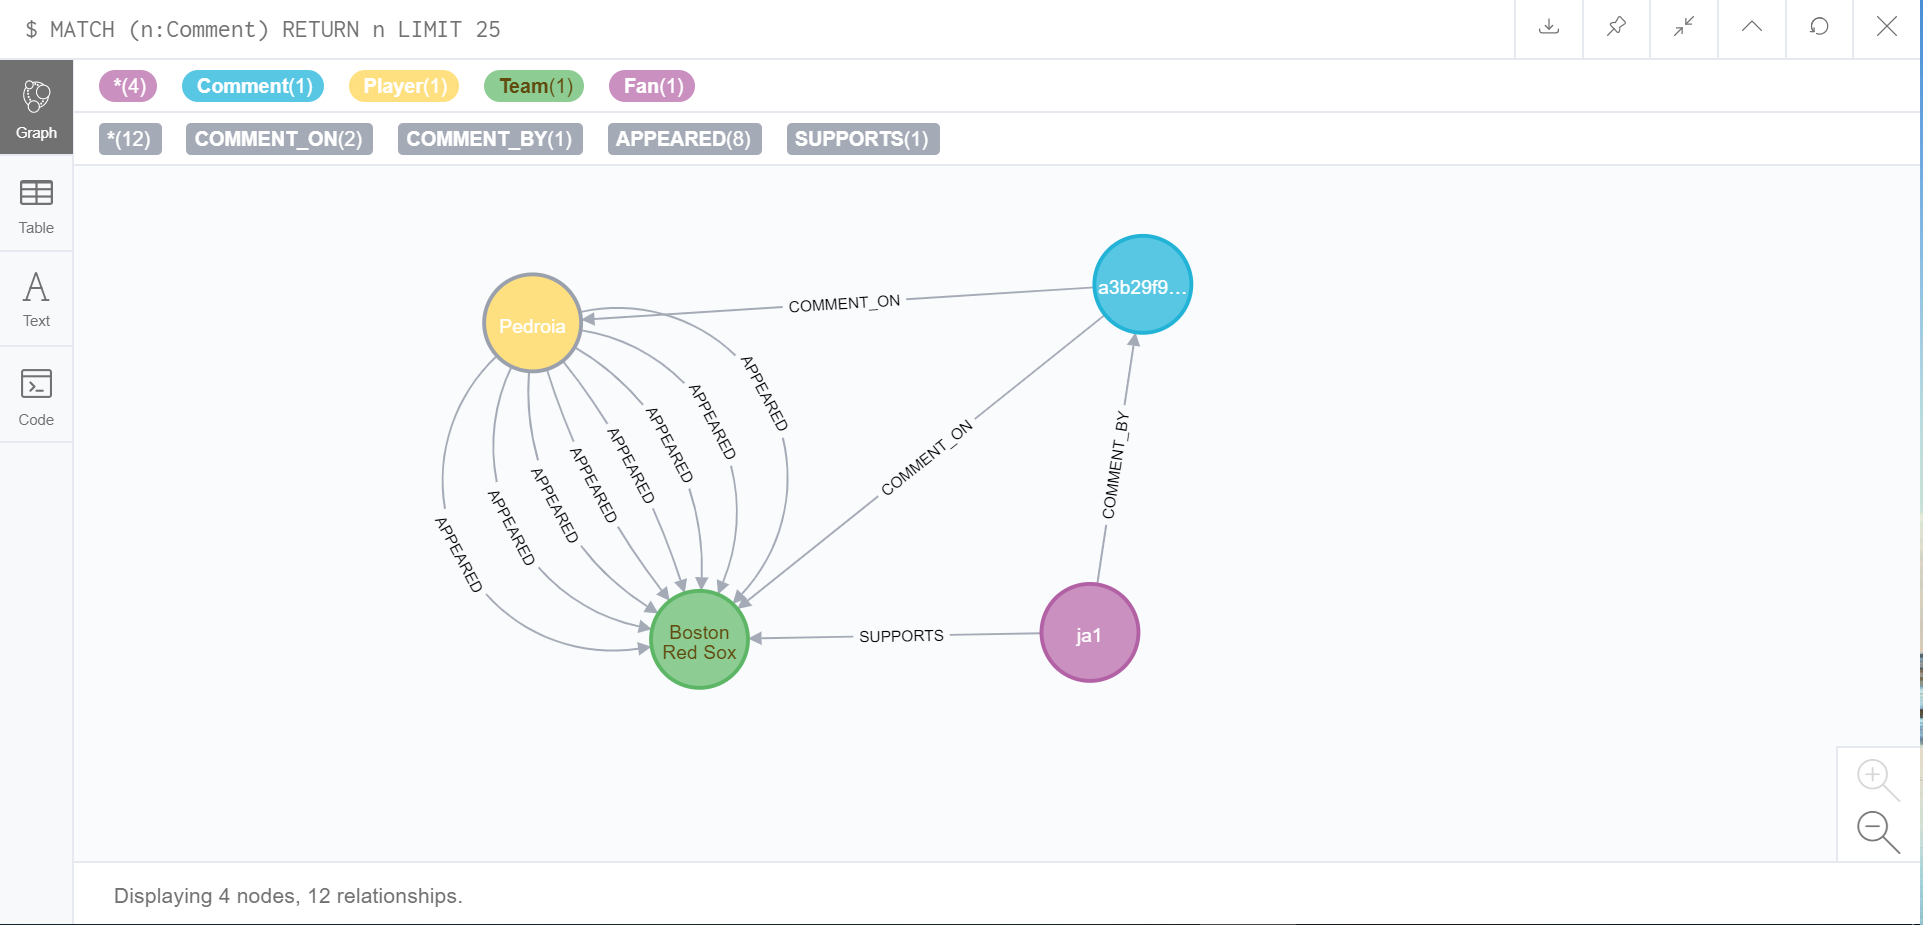 $ MATCH (n:Comment) RETURN n LIMIT 25
*(4) Comment(1) Player(1) Team(1) Fan(1)
*(12) COMMENT_ON(2) COMMENT_BY(1) APPEARED(8) SUPPORTS(1)
Graph
Table
Text
Code
a3b29f9...
COMMENT_ON
Pedroia
APPEARED
APPEARED
APPEARED
APPEARED
APPEARED
APPEARED
APPEARED
APPEARED
COMMENT_ON
COMMENT_BY
Boston
Red Sox
SUPPORTS
ja1
Displaying 4 nodes, 12 relationships.